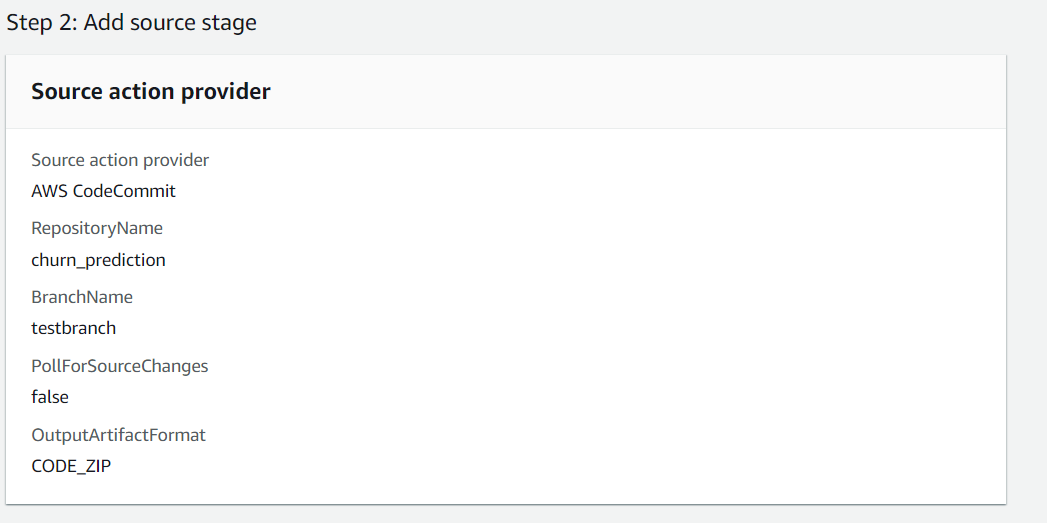 Step 2: Add source stage
Source action provider
Source action provider
AWS CodeCommit
RepositoryName
churn_prediction
BranchName
testbranch
PollForSourceChanges
false
OutputArtifactFormat
CODE_ZIP